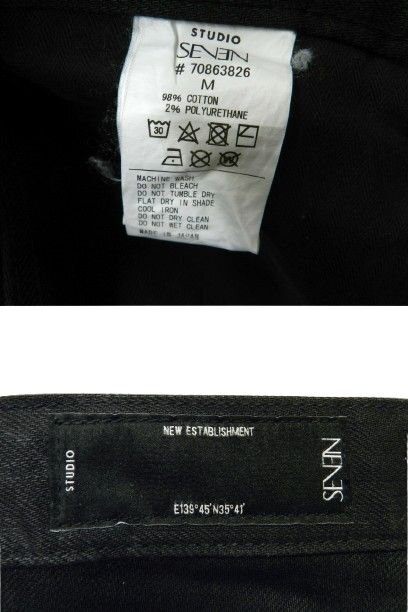 STUDIO
SEVEN
# 70863826
M
98% COTTON
2% POLYURETHANE
30
MACHINE WASH
DO NOT BLEACH
DO NOT TUMBLE DRY
FLAT DRY IN SHADE
COOL IRON
DO NOT DRY CLEAN
DO NOT WET CLEAN
MADE IN JAPAN
NEW ESTABLISHMENT
STUDIO
SEVEN
E139°45'N35°41'